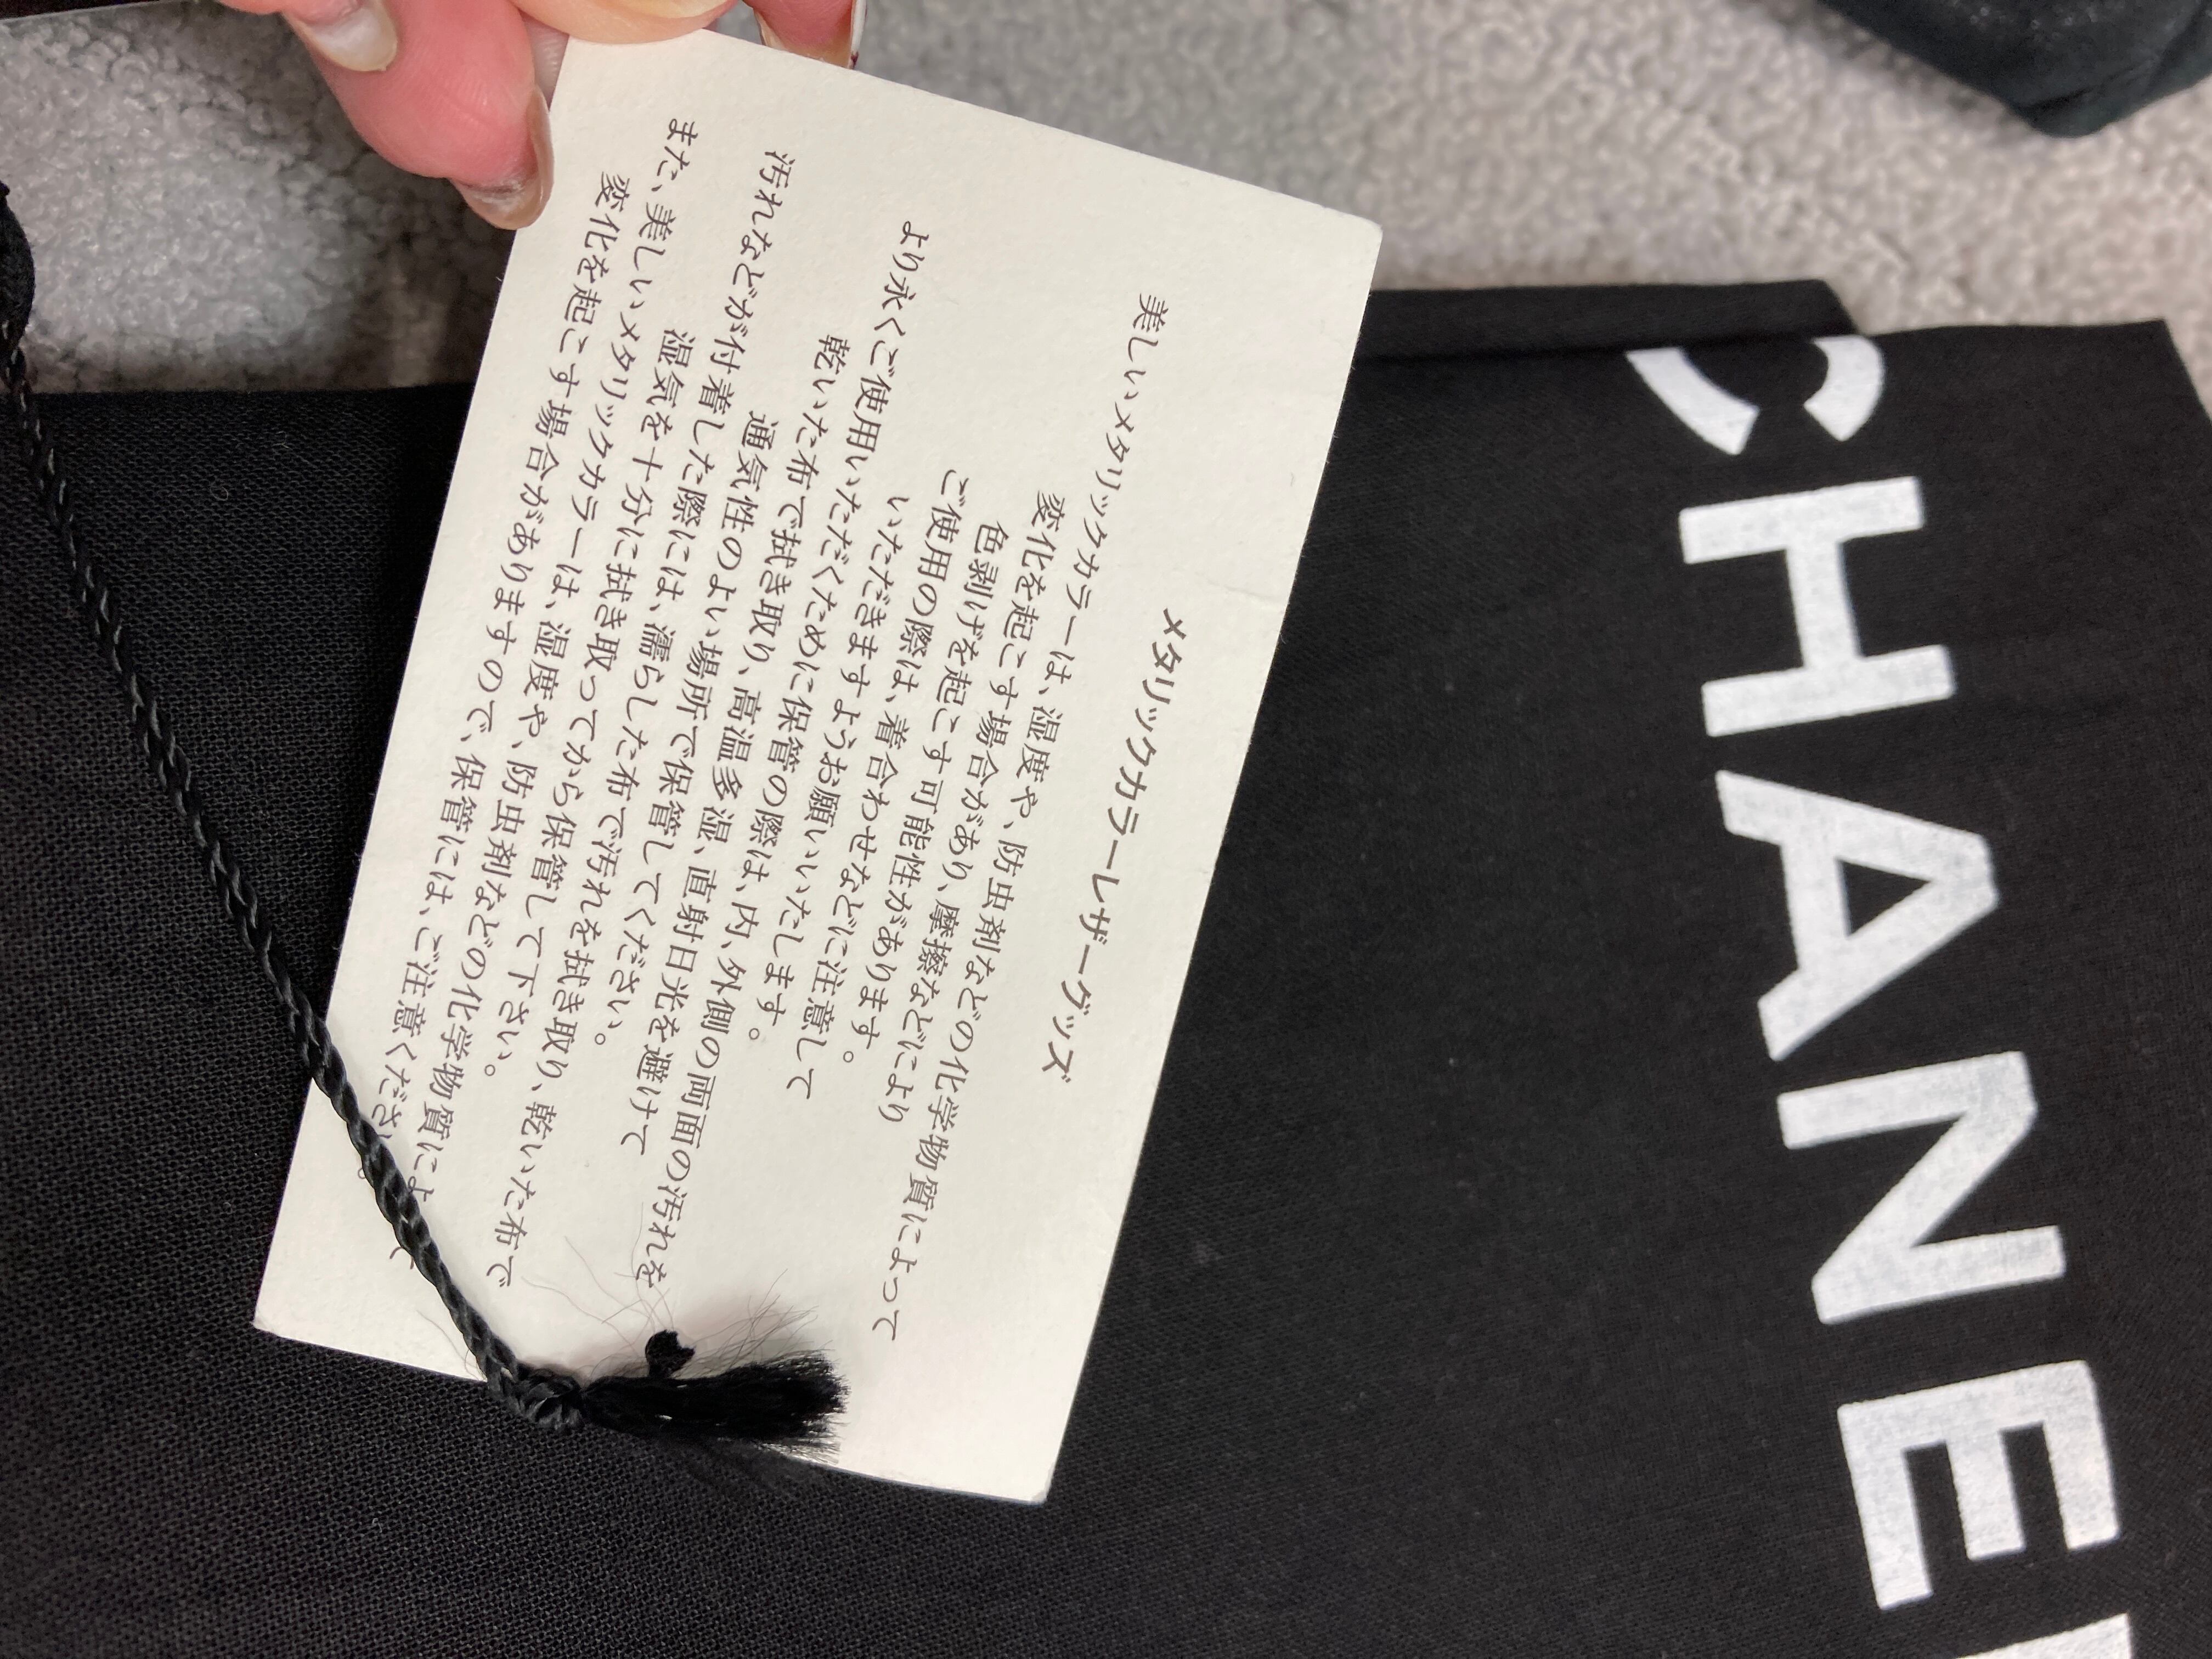 メタリックカラーレザーグッズ
美しいメタリックカラーは、湿度や、防虫剤などの化学物質によって
変化を起こす場合があり、摩擦などにより
色剥げを起こす可能性があります。
ご使用の際は、着合わせなどに注意して
いただきますようお願いいたします。
より永くご使用いただくために保管の際は、内、外側の両面の汚れを
乾いた布で拭き取り、高温多湿、直射日光を避けて
通気性のよい場所で保管してください。
汚れなどが付着した際には、濡らした布で汚れを拭き取り、乾いた布で
湿気を十分に拭き取ってから保管して下さい。
また、美しいメタリックカラーは、湿度や、防虫剤などの化学物質によ て
変化を起こす場合がありますので、保管には、ご注意くださ 。
CHANEL